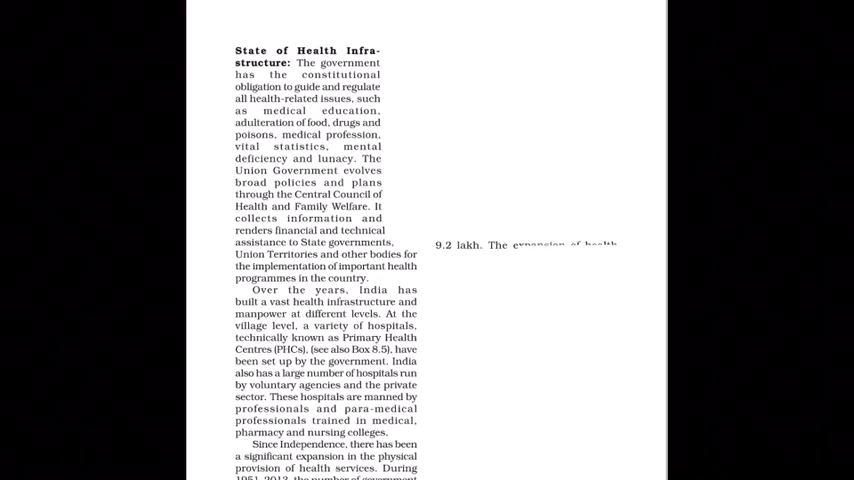 State of Health Infra-
structure: The government
has the constitutional
obligation to guide and regulate
all health-related issues, such
as medical education,
adulteration of food, drugs and
poisons, medical profession,
vital statistics, mental
deficiency and lunacy. The
Union Government evolves
broad policies and plans
through the Central Council of
Health and Family Welfare. It
collects information and
renders financial and technical
assistance to State governments,
Union Territories and other bodies for
the implementation of important health
programmes in the country.
Over the years, India has
built a vast health infrastructure and
manpower at different levels. At the
village level, a variety of hospitals,
technically known as Primary Health
Centres (PHCs), (see also Box 8.5), have
been set up by the government. India
also has a large number of hospitals run
by voluntary agencies and the private
sector. These hospitals are manned by
professionals and para-medical
professionals trained in medical,
pharmacy and nursing colleges.
Since Independence, there has been
a significant expansion in the physical
provision of health services. During
1951–2013, the number of government
9.2 lakh. The expansion of health